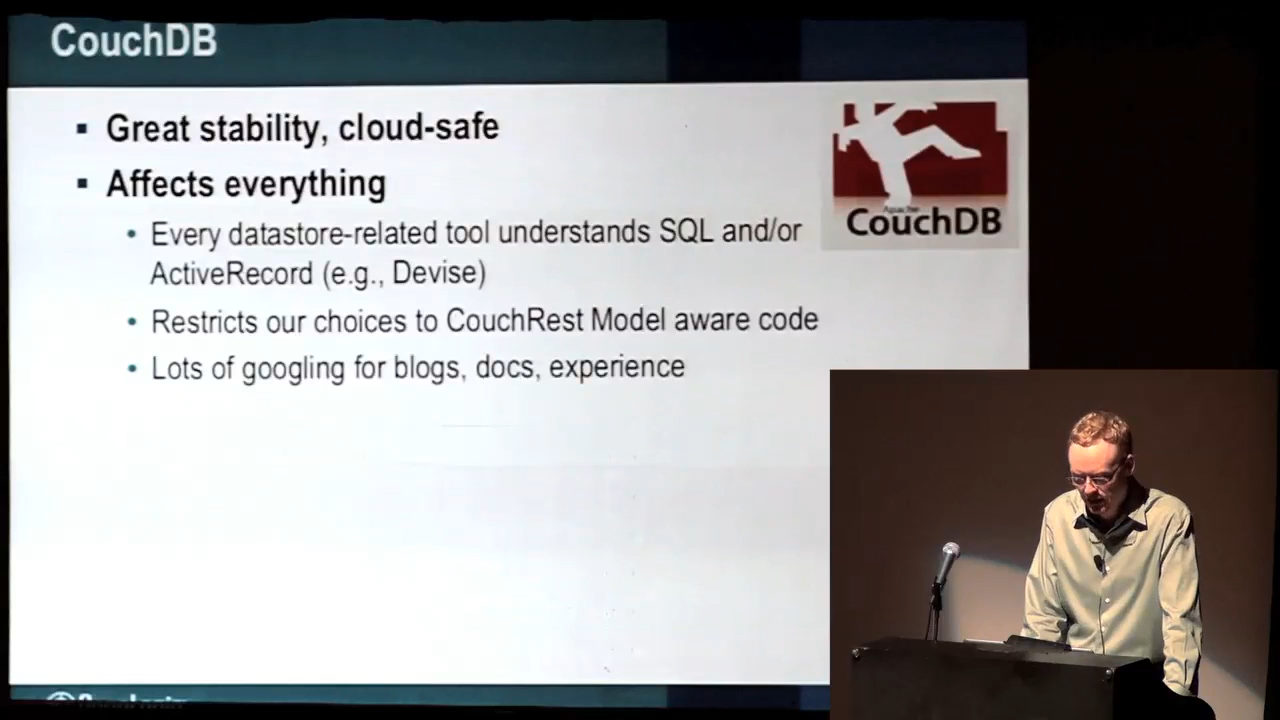 CouchDB
▪ Great stability, cloud-safe
▪ Affects everything
• Every datastore-related tool understands SQL and/or
ActiveRecord (e.g., Devise)
• Restricts our choices to CouchRest Model aware code
• Lots of googling for blogs, docs, experience
Apache
CouchDB